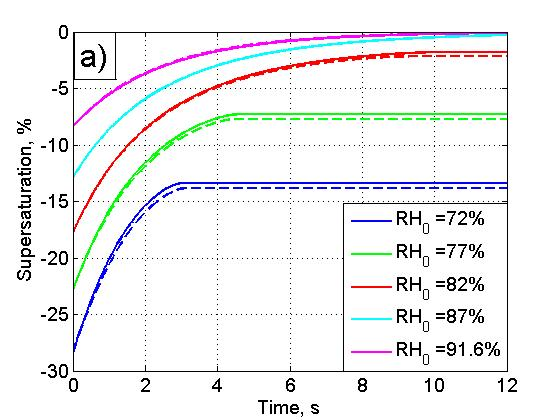 a)
0
-5
-10
-15
-20
-25
-30
Supersaturation, %
0 2 4 6 8 10 12
Time, s
RH0 =72%
RH0 =77%
RH0 =82%
RH0 =87%
RH0 =91.6%